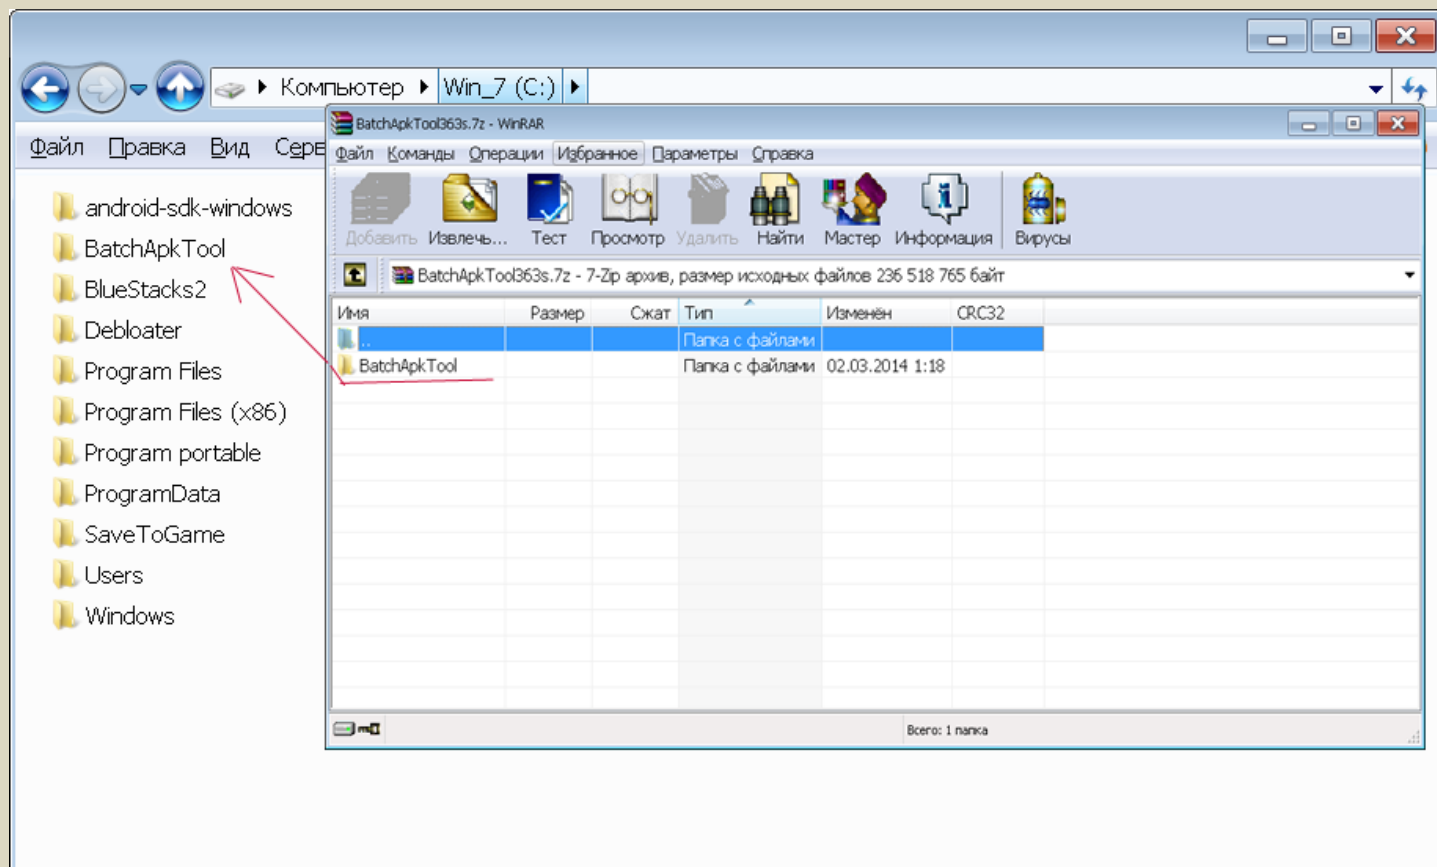 Компьютер Win_7 (C:)
Файл Правка Вид Серв
android-sdk-windows
BatchApkTool
BlueStacks2
Debloater
Program Files
Program Files (x86)
Program portable
ProgramData
SaveToGame
Users
Windows
BatchApkTool363s.7z - WinRAR
Файл Команды Операции Избранное Параметры Справка
Добавить Извлечь... Тест Просмотр Удалить Найти Мастер Информация Вирусы
BatchApkTool363s.7z - 7-Zip архив, размер исходных файлов 236 518 765 байт
Имя Размер Сжат Тип Изменён CRC32
.. Папка с файлами
BatchApkTool Папка с файлами 02.03.2014 1:18
Всего: 1 папка